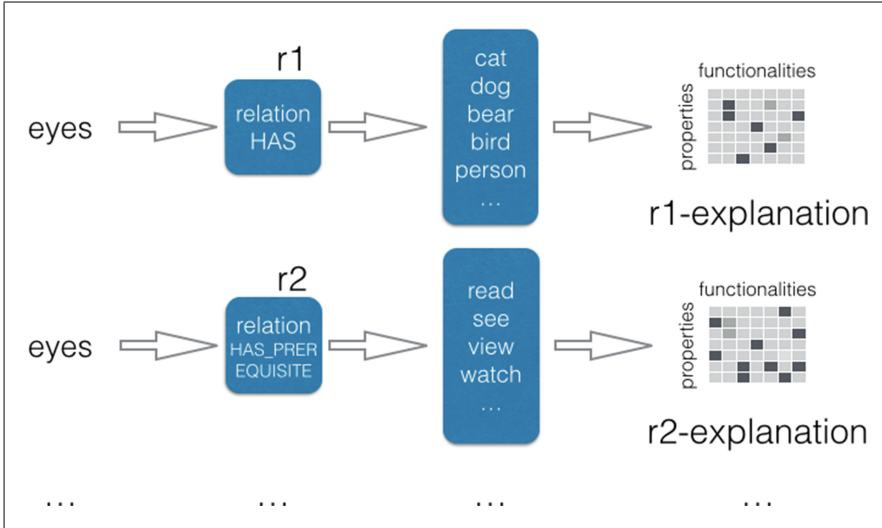 r1
eyes
relation
HAS
cat
dog
bear
bird
person
...
functionalities
properties
r1-explanation
r2
eyes
relation
HAS_PRER
EQUISITE
read
see
view
watch
...
functionalities
properties
r2-explanation
... ... ... ...